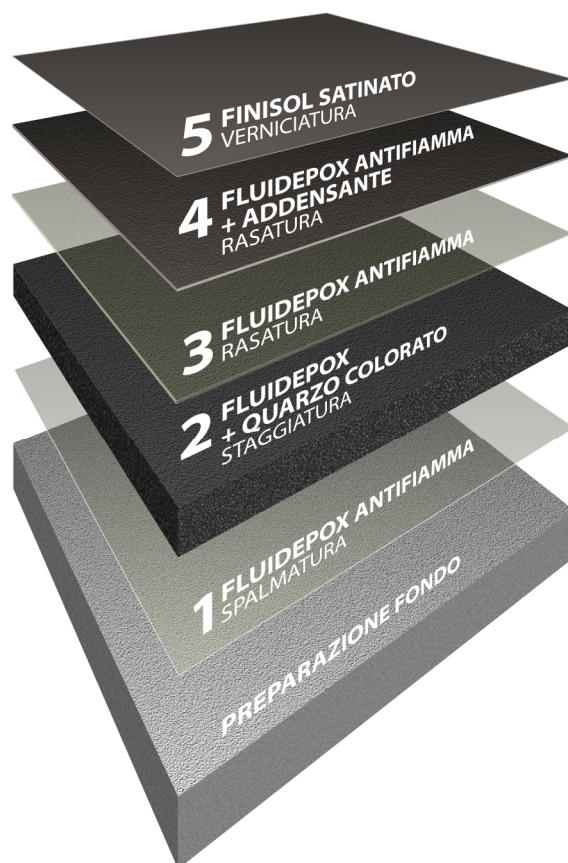 5 FINISOL SATINATO
VERNICIATURA
4 FLUIDEPOX ANTIFIAMMA
+ ADDENSANTE
RASATURA
3 FLUIDEPOX ANTIFIAMMA
RASATURA
2 FLUIDEPOX
+ QUARZO COLORATO
STAGGIATURA
1 FLUIDEPOX ANTIFIAMMA
SPALMATURA
PREPARAZIONE FONDO